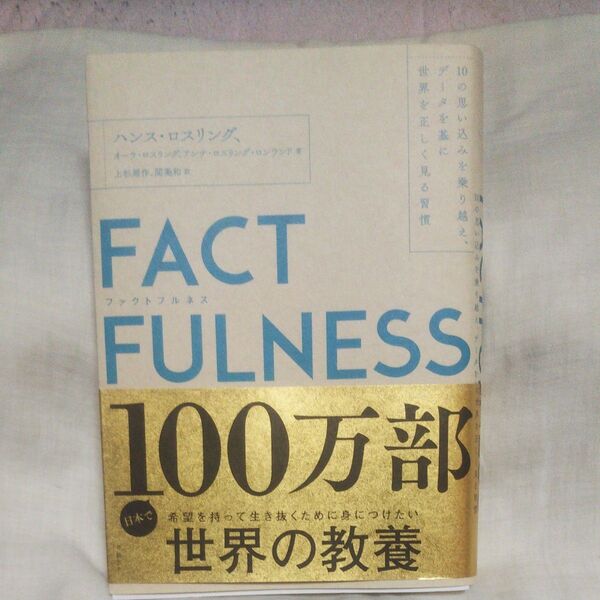 10の思い込みを乗り越え、
データを基に
世界を正しく見る習慣
ハンス・ロスリング、
オーラ・ロスリング、アンナ・ロスリング・ロンランド 著
上杉周作、関美和 訳
FACT
ファクトフルネス
FULNESS
100万部
日本で
希望を持って生き抜くために身につけたい
世界の教養